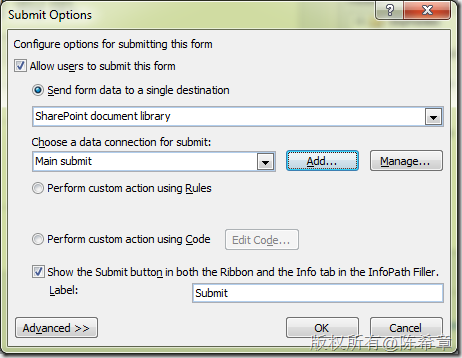 Submit Options
Configure options for submitting this form
Allow users to submit this form
Send form data to a single destination
SharePoint document library
Choose a data connection for submit:
Main submit
Add...
Manage...
Perform custom action using Rules
Perform custom action using Code
Edit Code...
Show the Submit button in both the Ribbon and the Info tab in the InfoPath Filler.
Label:
Submit
Advanced >>
OK
Cancel
版权所有@陈希章